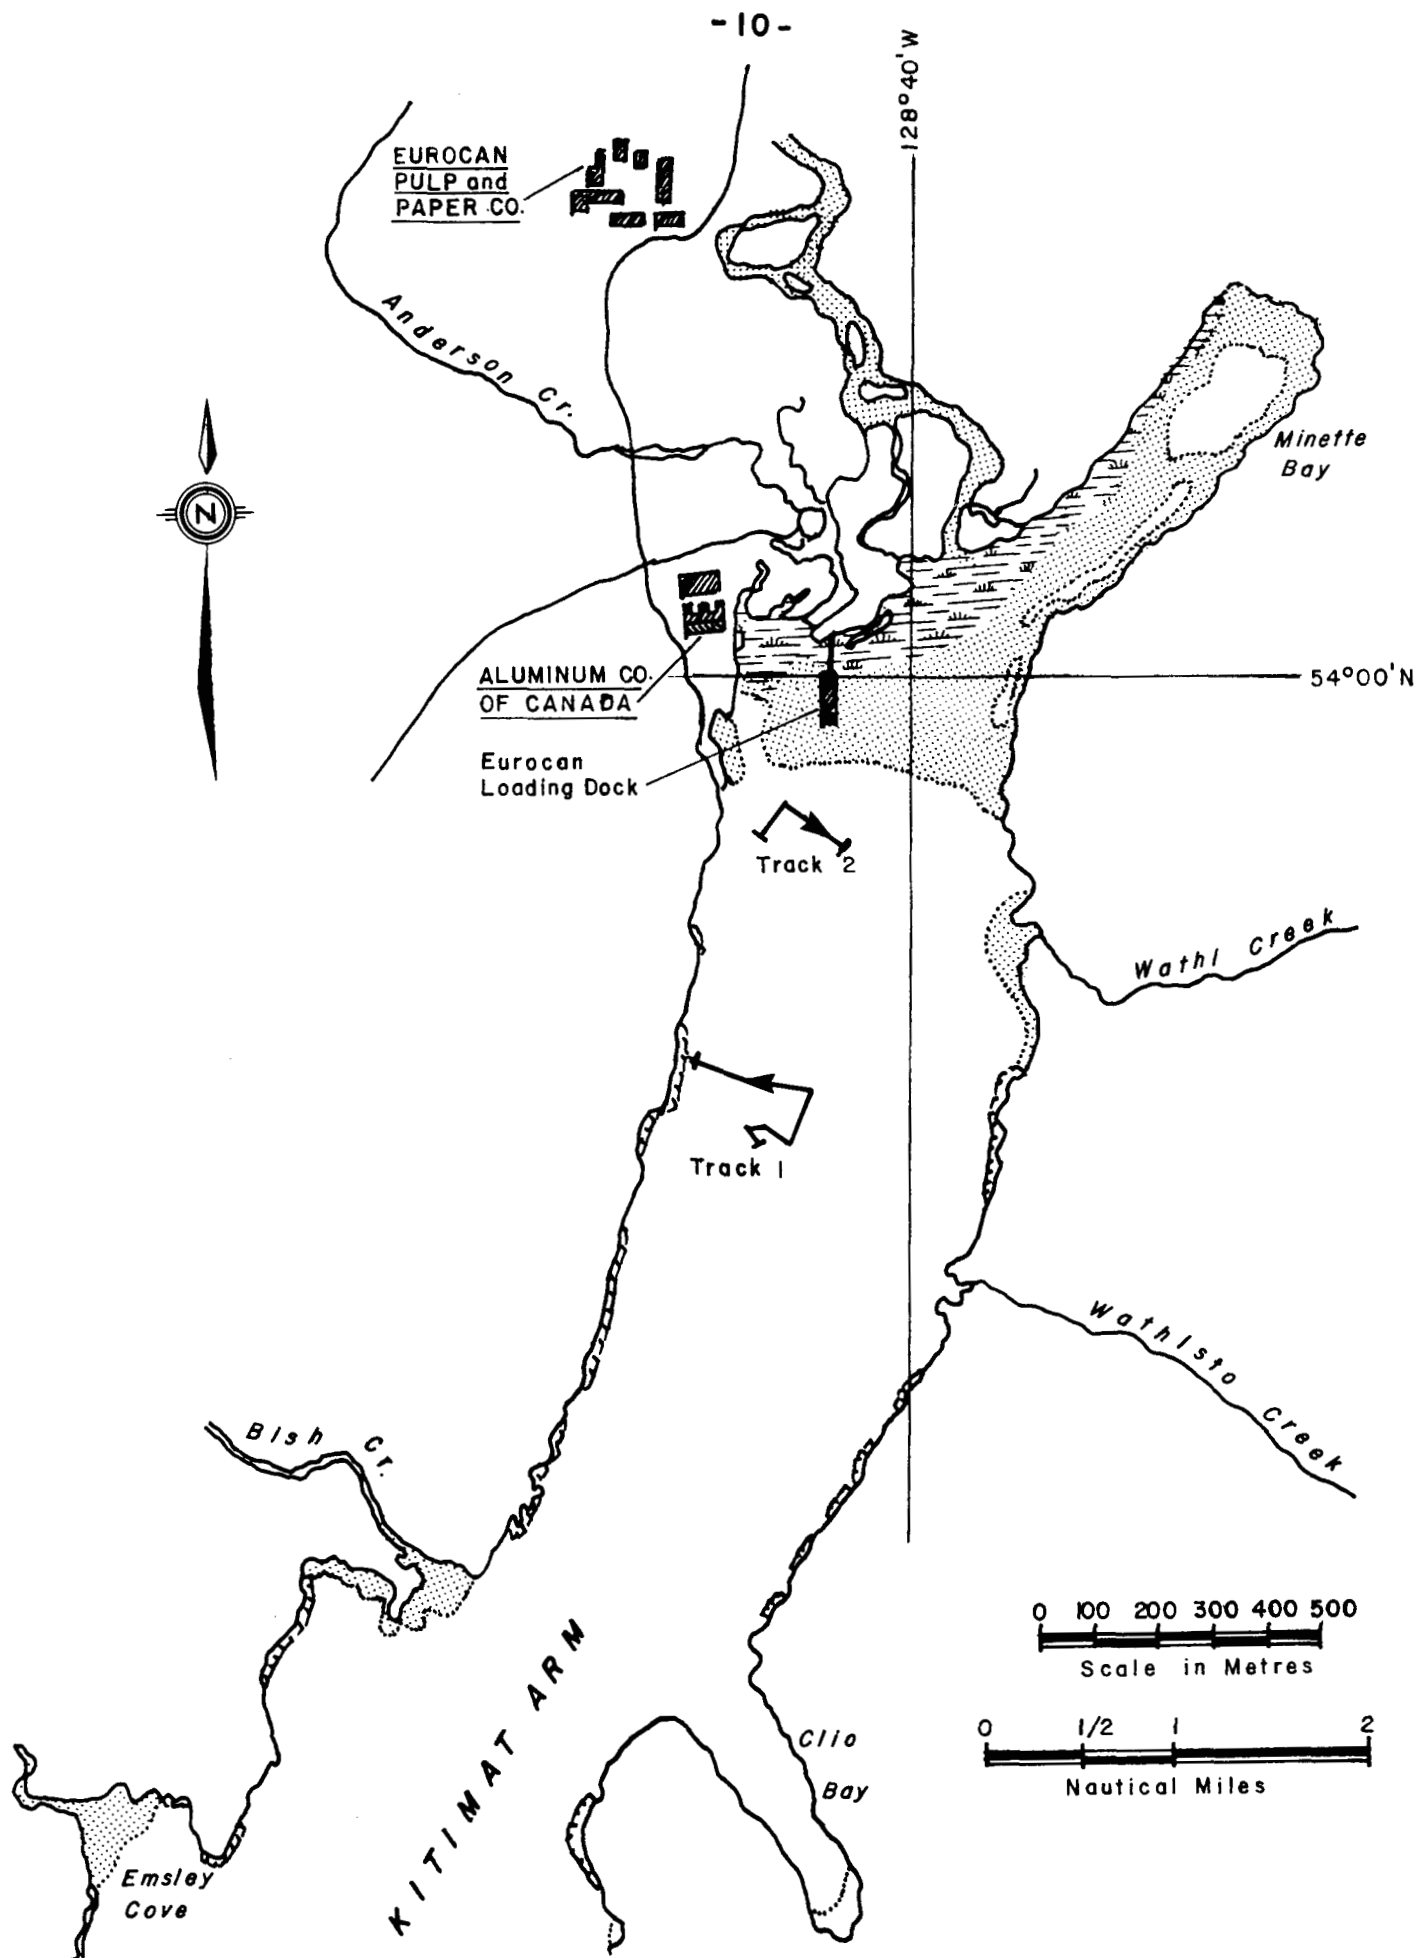 -10-
128°40'W
EUROCAN
PULP and
PAPER CO.
Anderson Cr.
Minette
Bay
N
ALUMINUM CO.
OF CANADA
54°00'N
Eurocan
Loading Dock
Track 2
Wathl Creek
Track 1
Wathlsto Creek
Bish Cr.
0 100 200 300 400 500
Scale in Metres
KITIMAT ARM
0 1/2 1 2
Nautical Miles
Clio
Bay
Emsley
Cove